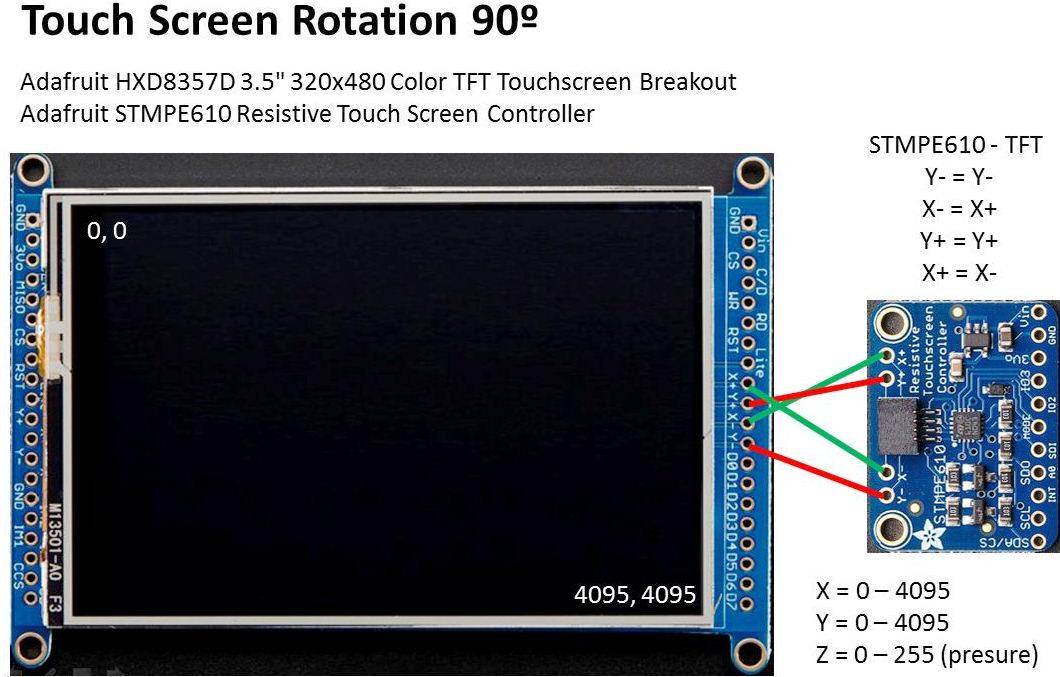 Touch Screen Rotation 90º
Adafruit HXD8357D 3.5" 320x480 Color TFT Touchscreen Breakout
Adafruit STMPE610 Resistive Touch Screen Controller
STMPE610 - TFT
Y- = Y-
X- = X+
Y+ = Y+
X+ = X-
0, 0
4095, 4095
GND
3Vo
MISO
CS
RST
Y+
Y-
GND
IM1
CCS
MI3501-A0 F3
GND
Vin
CS
C/D
WR
RD
RST
Lite
X+
Y+
X-
Y-
D0
D1
D2
D3
D4
D5
D6
D7
X+
Y+
Resistive
Touchscreen
Controller
STMPE610
X-
Y-
Vin
GND
3Vo
IO3
IO2
MODE
SDI
SDO
A0
INT
SCL
SDA/CS
X = 0 – 4095
Y = 0 – 4095
Z = 0 – 255 (presure)